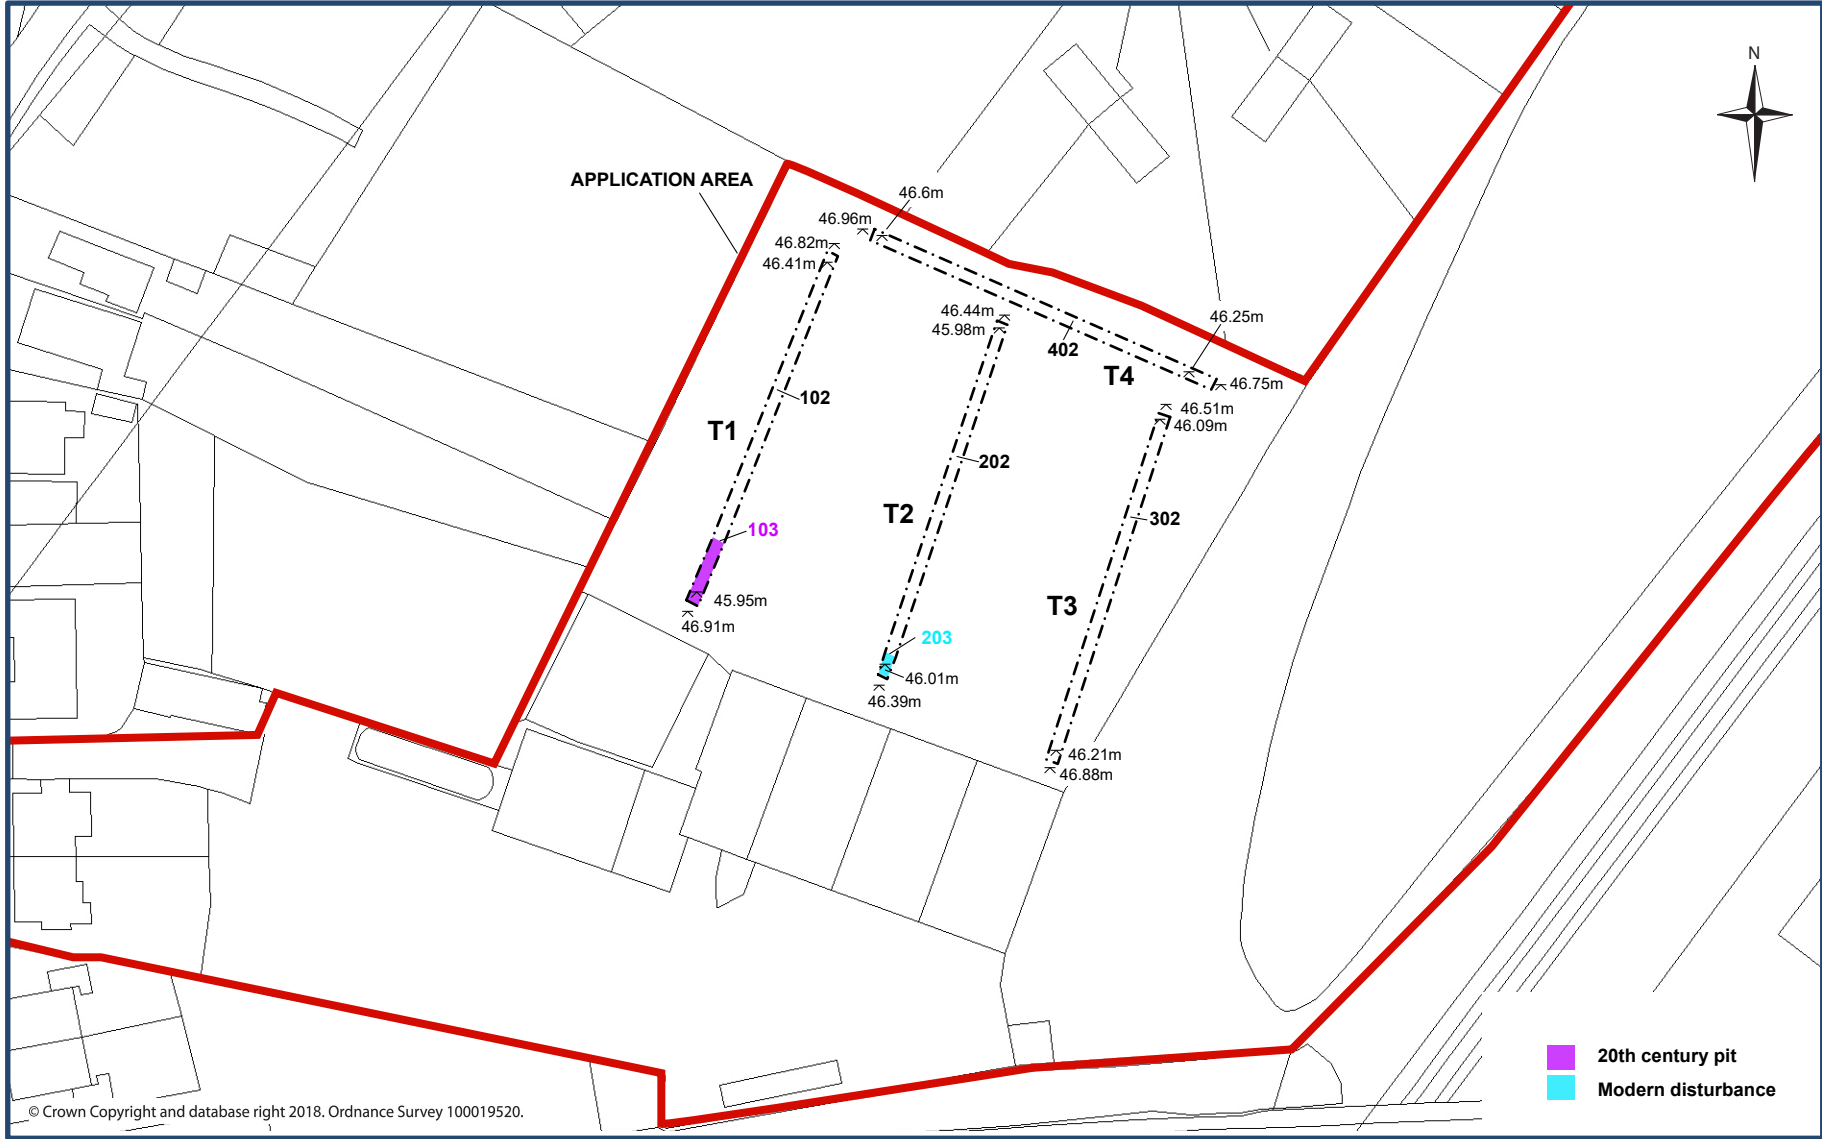 N
APPLICATION AREA
46.6m
46.96m
46.82m
46.41m
46.44m
45.98m
46.25m
402
T4
46.75m
102
46.51m
46.09m
T1
202
T2
302
103
T3
45.95m
46.91m
203
46.01m
46.39m
46.21m
46.88m
20th century pit
Modern disturbance
© Crown Copyright and database right 2018. Ordnance Survey 100019520.